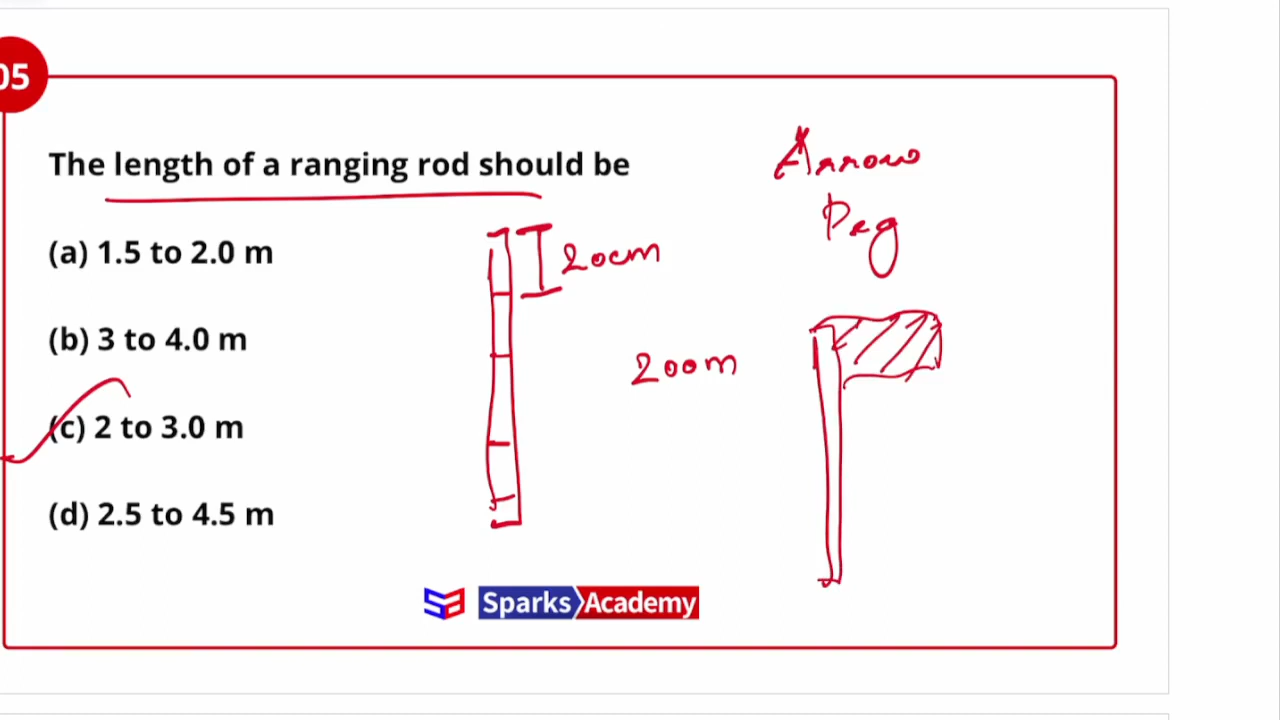 05
The length of a ranging rod should be
(a) 1.5 to 2.0 m
(b) 3 to 4.0 m
(c) 2 to 3.0 m
(d) 2.5 to 4.5 m
20cm
200m
Arrow
Peg
Sparks Academy